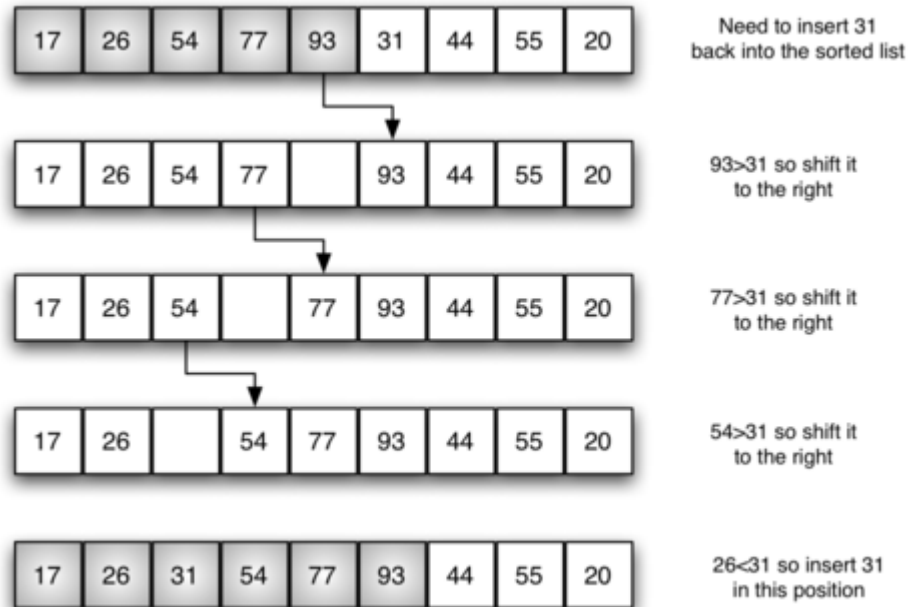 17 26 54 77 93 31 44 55 20
Need to insert 31
back into the sorted list
17 26 54 77 93 44 55 20
93>31 so shift it
to the right
17 26 54 77 93 44 55 20
77>31 so shift it
to the right
17 26 54 77 93 44 55 20
54>31 so shift it
to the right
17 26 31 54 77 93 44 55 20
26<31 so insert 31
in this position